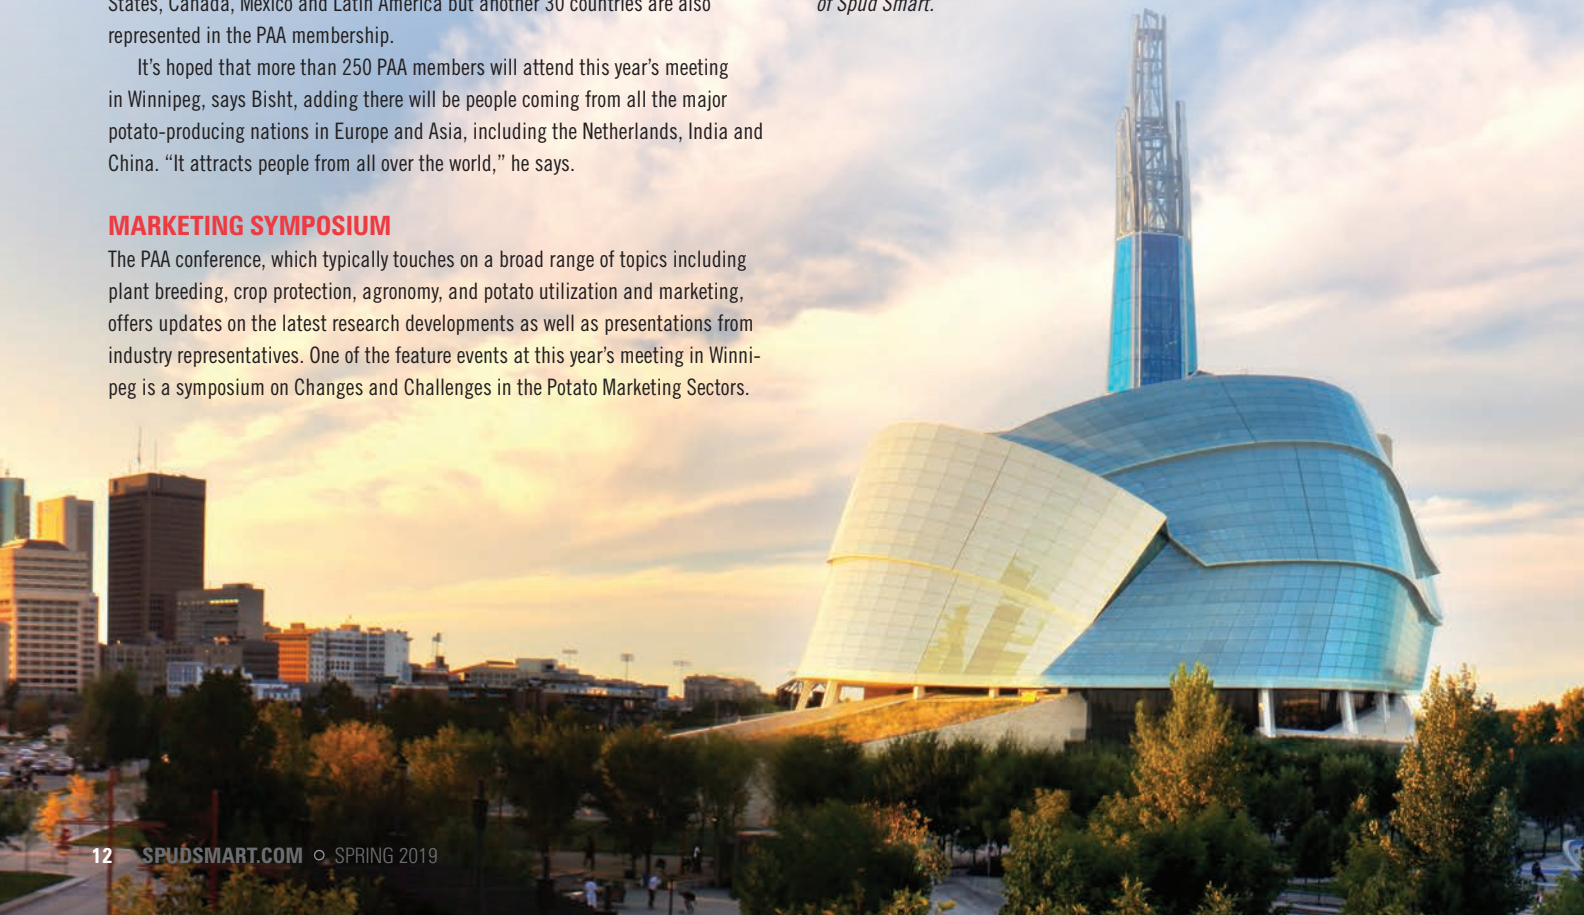 States, Canada, Mexico and Latin America but another 30 countries are also
represented in the PAA membership.
It’s hoped that more than 250 PAA members will attend this year’s meeting
in Winnipeg, says Bisht, adding there will be people coming from all the major
potato-producing nations in Europe and Asia, including the Netherlands, India and
China. “It attracts people from all over the world,” he says.
MARKETING SYMPOSIUM
The PAA conference, which typically touches on a broad range of topics including
plant breeding, crop protection, agronomy, and potato utilization and marketing,
offers updates on the latest research developments as well as presentations from
industry representatives. One of the feature events at this year’s meeting in Winni-
peg is a symposium on Changes and Challenges in the Potato Marketing Sectors.
of Spud Smart.
12 SPUDSMART.COM ○ SPRING 2019